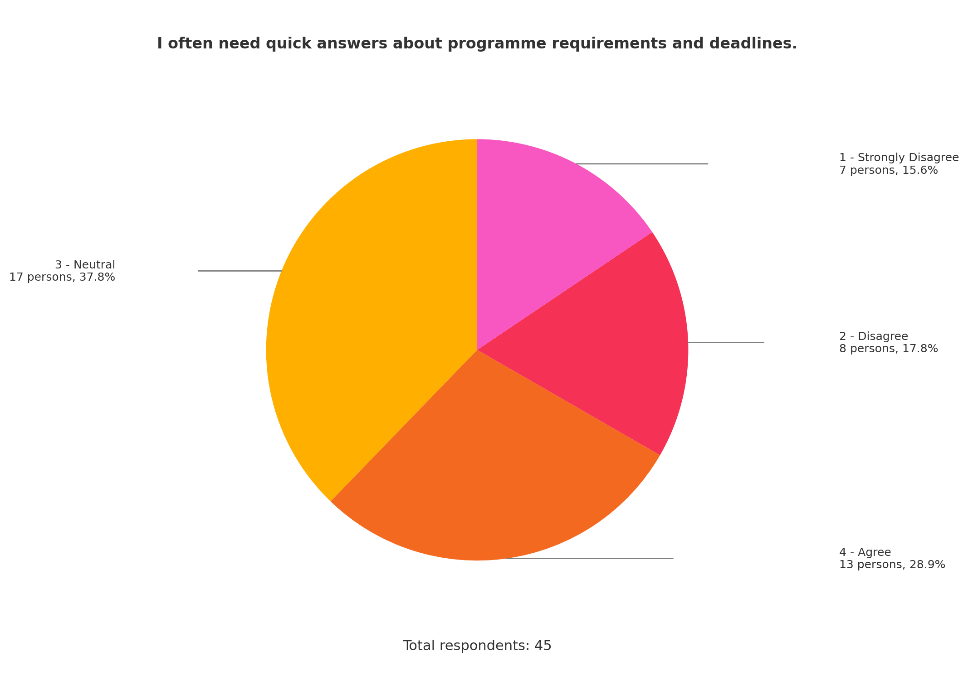 I often need quick answers about programme requirements and deadlines.
1 - Strongly Disagree
7 persons, 15.6%
3 - Neutral
17 persons, 37.8%
2 - Disagree
8 persons, 17.8%
4 - Agree
13 persons, 28.9%
Total respondents: 45